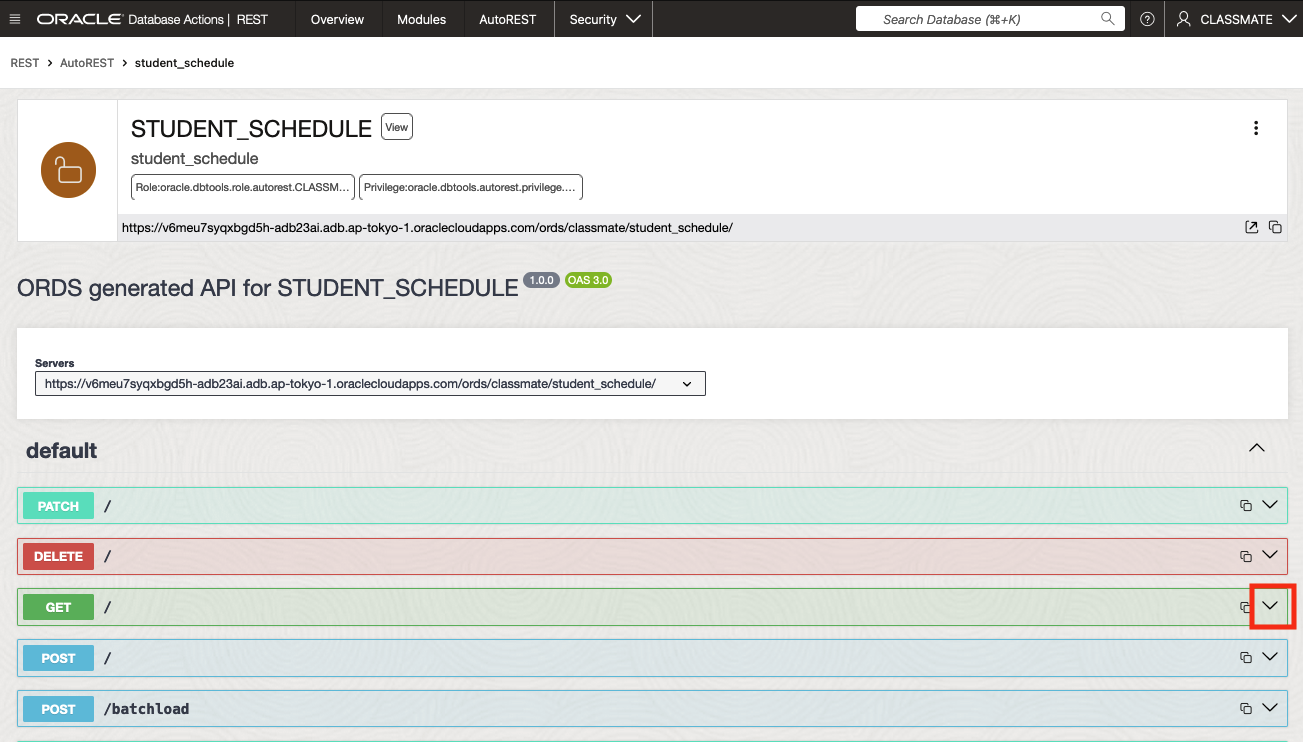 ORACLE Database Actions | REST Overview Modules AutoREST Security Search Database (⌘+K) ? CLASSMATE
REST > AutoREST > student_schedule
STUDENT_SCHEDULE View
student_schedule
Role:oracle.dbtools.role.autorest.CLASSM... Privilege:oracle.dbtools.autorest.privilege....
https://v6meu7syqxbgd5h-adb23ai.adb.ap-tokyo-1.oraclecloudapps.com/ords/classmate/student_schedule/
ORDS generated API for STUDENT_SCHEDULE 1.0.0 OAS 3.0
Servers
https://v6meu7syqxbgd5h-adb23ai.adb.ap-tokyo-1.oraclecloudapps.com/ords/classmate/student_schedule/
default
PATCH /
DELETE /
GET /
POST /
POST /batchload